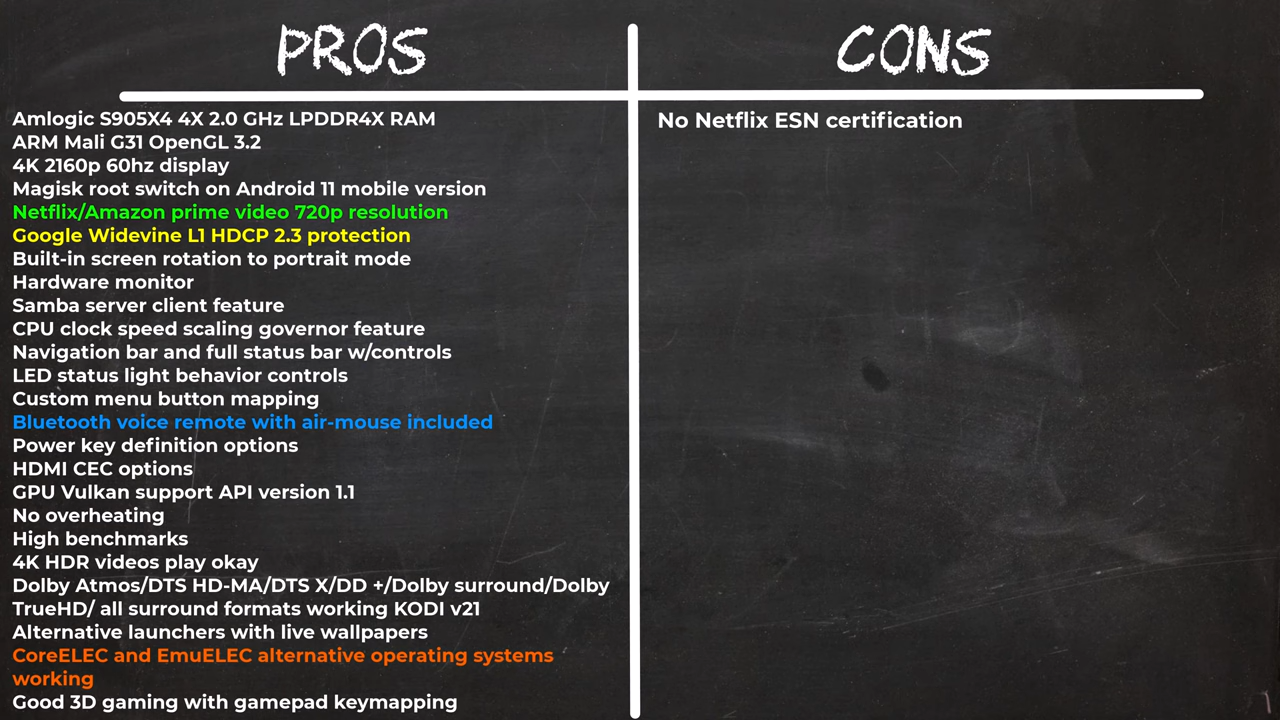 PROS
Amlogic S905X4 4X 2.0 GHz LPDDR4X RAM
ARM Mali G31 OpenGL 3.2
4K 2160p 60hz display
Magisk root switch on Android 11 mobile version
Netflix/Amazon prime video 720p resolution
Google Widevine L1 HDCP 2.3 protection
Built-in screen rotation to portrait mode
Hardware monitor
Samba server client feature
CPU clock speed scaling governor feature
Navigation bar and full status bar w/controls
LED status light behavior controls
Custom menu button mapping
Bluetooth voice remote with air-mouse included
Power key definition options
HDMI CEC options
GPU Vulkan support API version 1.1
No overheating
High benchmarks
4K HDR videos play okay
Dolby Atmos/DTS HD-MA/DTS X/DD +/Dolby surround/Dolby
TrueHD/ all surround formats working KODI v21
Alternative launchers with live wallpapers
CoreELEC and EmuELEC alternative operating systems
working
Good 3D gaming with gamepad keymapping
CONS
No Netflix ESN certification